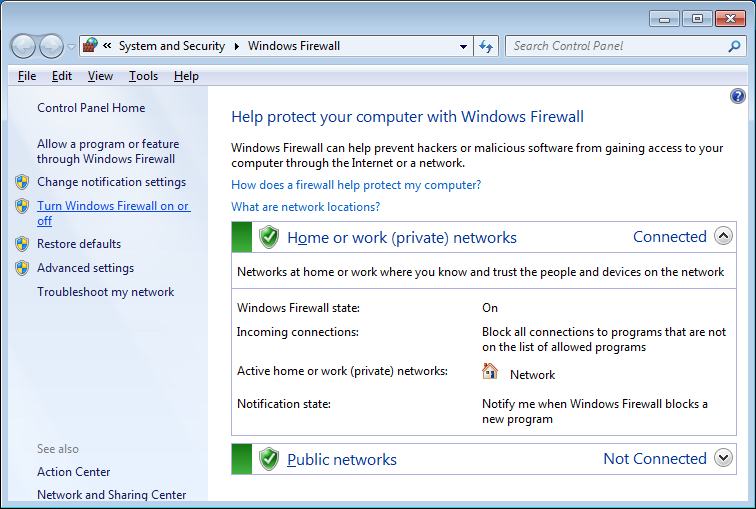 « System and Security ▸ Windows Firewall
Search Control Panel
File Edit View Tools Help
Control Panel Home
Allow a program or feature
through Windows Firewall
Change notification settings
Turn Windows Firewall on or
off
Restore defaults
Advanced settings
Troubleshoot my network
See also
Action Center
Network and Sharing Center
Help protect your computer with Windows Firewall
Windows Firewall can help prevent hackers or malicious software from gaining access to your
computer through the Internet or a network.
How does a firewall help protect my computer?
What are network locations?
Home or work (private) networks Connected
Networks at home or work where you know and trust the people and devices on the network
Windows Firewall state: On
Incoming connections: Block all connections to programs that are not
on the list of allowed programs
Active home or work (private) networks: Network
Notification state: Notify me when Windows Firewall blocks a
new program
Public networks Not Connected